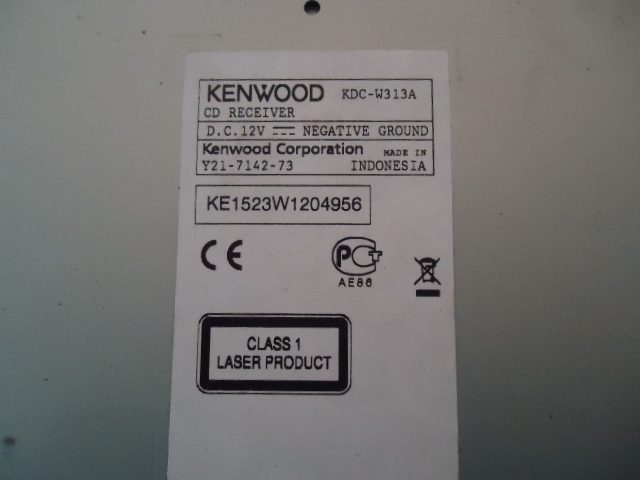 KENWOOD KDC-W313A
CD RECEIVER
D.C.12V NEGATIVE GROUND
Kenwood Corporation MADE IN
Y21-7142-73 INDONESIA
KE1523W1204956
CE
PCT
AE86
CLASS 1
LASER PRODUCT